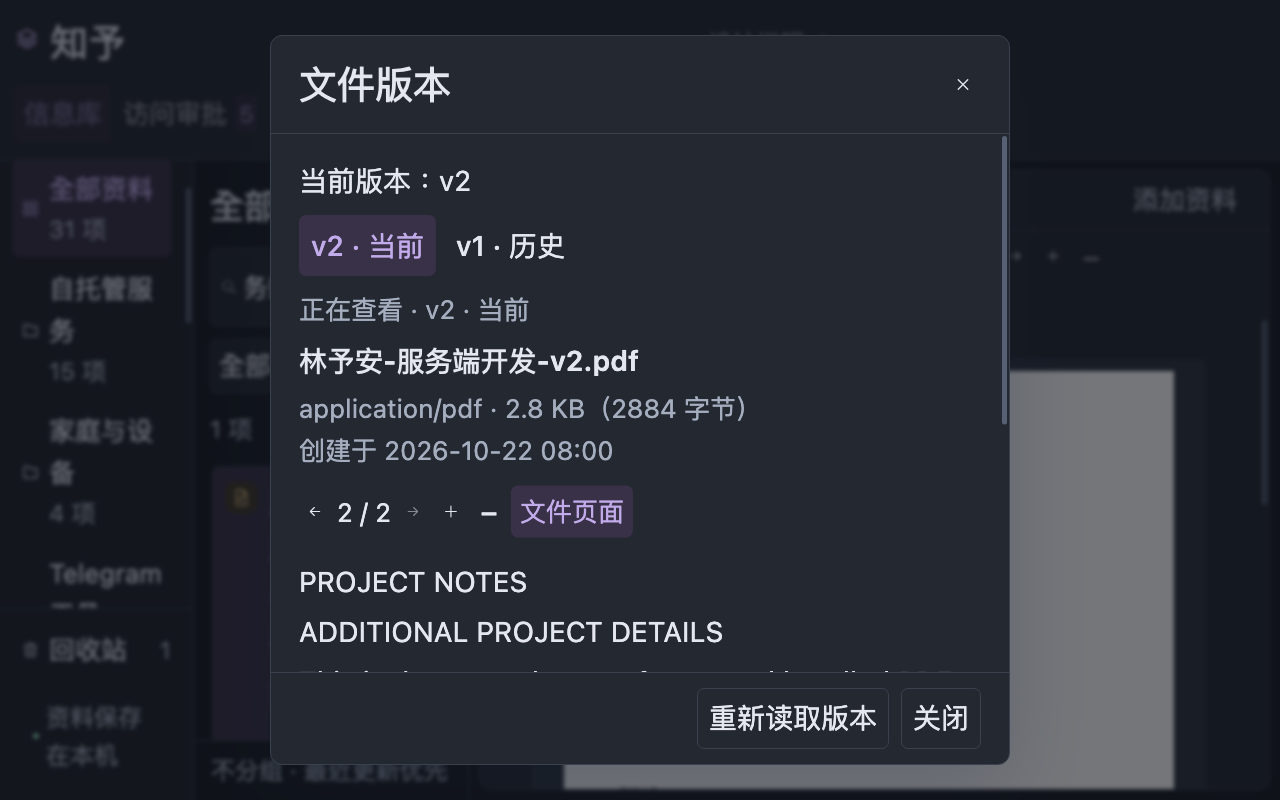 知予
信息库 访问审批 5
全部资料
31 项
自托管服
务
15 项
家庭与设
备
4 项
Telegram
回收站 1
资料保存
在本机
全部
全部
1 项
不分组 · 最近更新优先
添加资料
文件版本
×
当前版本：v2
v2 · 当前 v1 · 历史
正在查看 · v2 · 当前
林予安-服务端开发-v2.pdf
application/pdf · 2.8 KB（2884 字节）
创建于 2026-10-22 08:00
← 2 / 2 → + − 文件页面
PROJECT NOTES
ADDITIONAL PROJECT DETAILS
重新读取版本 关闭